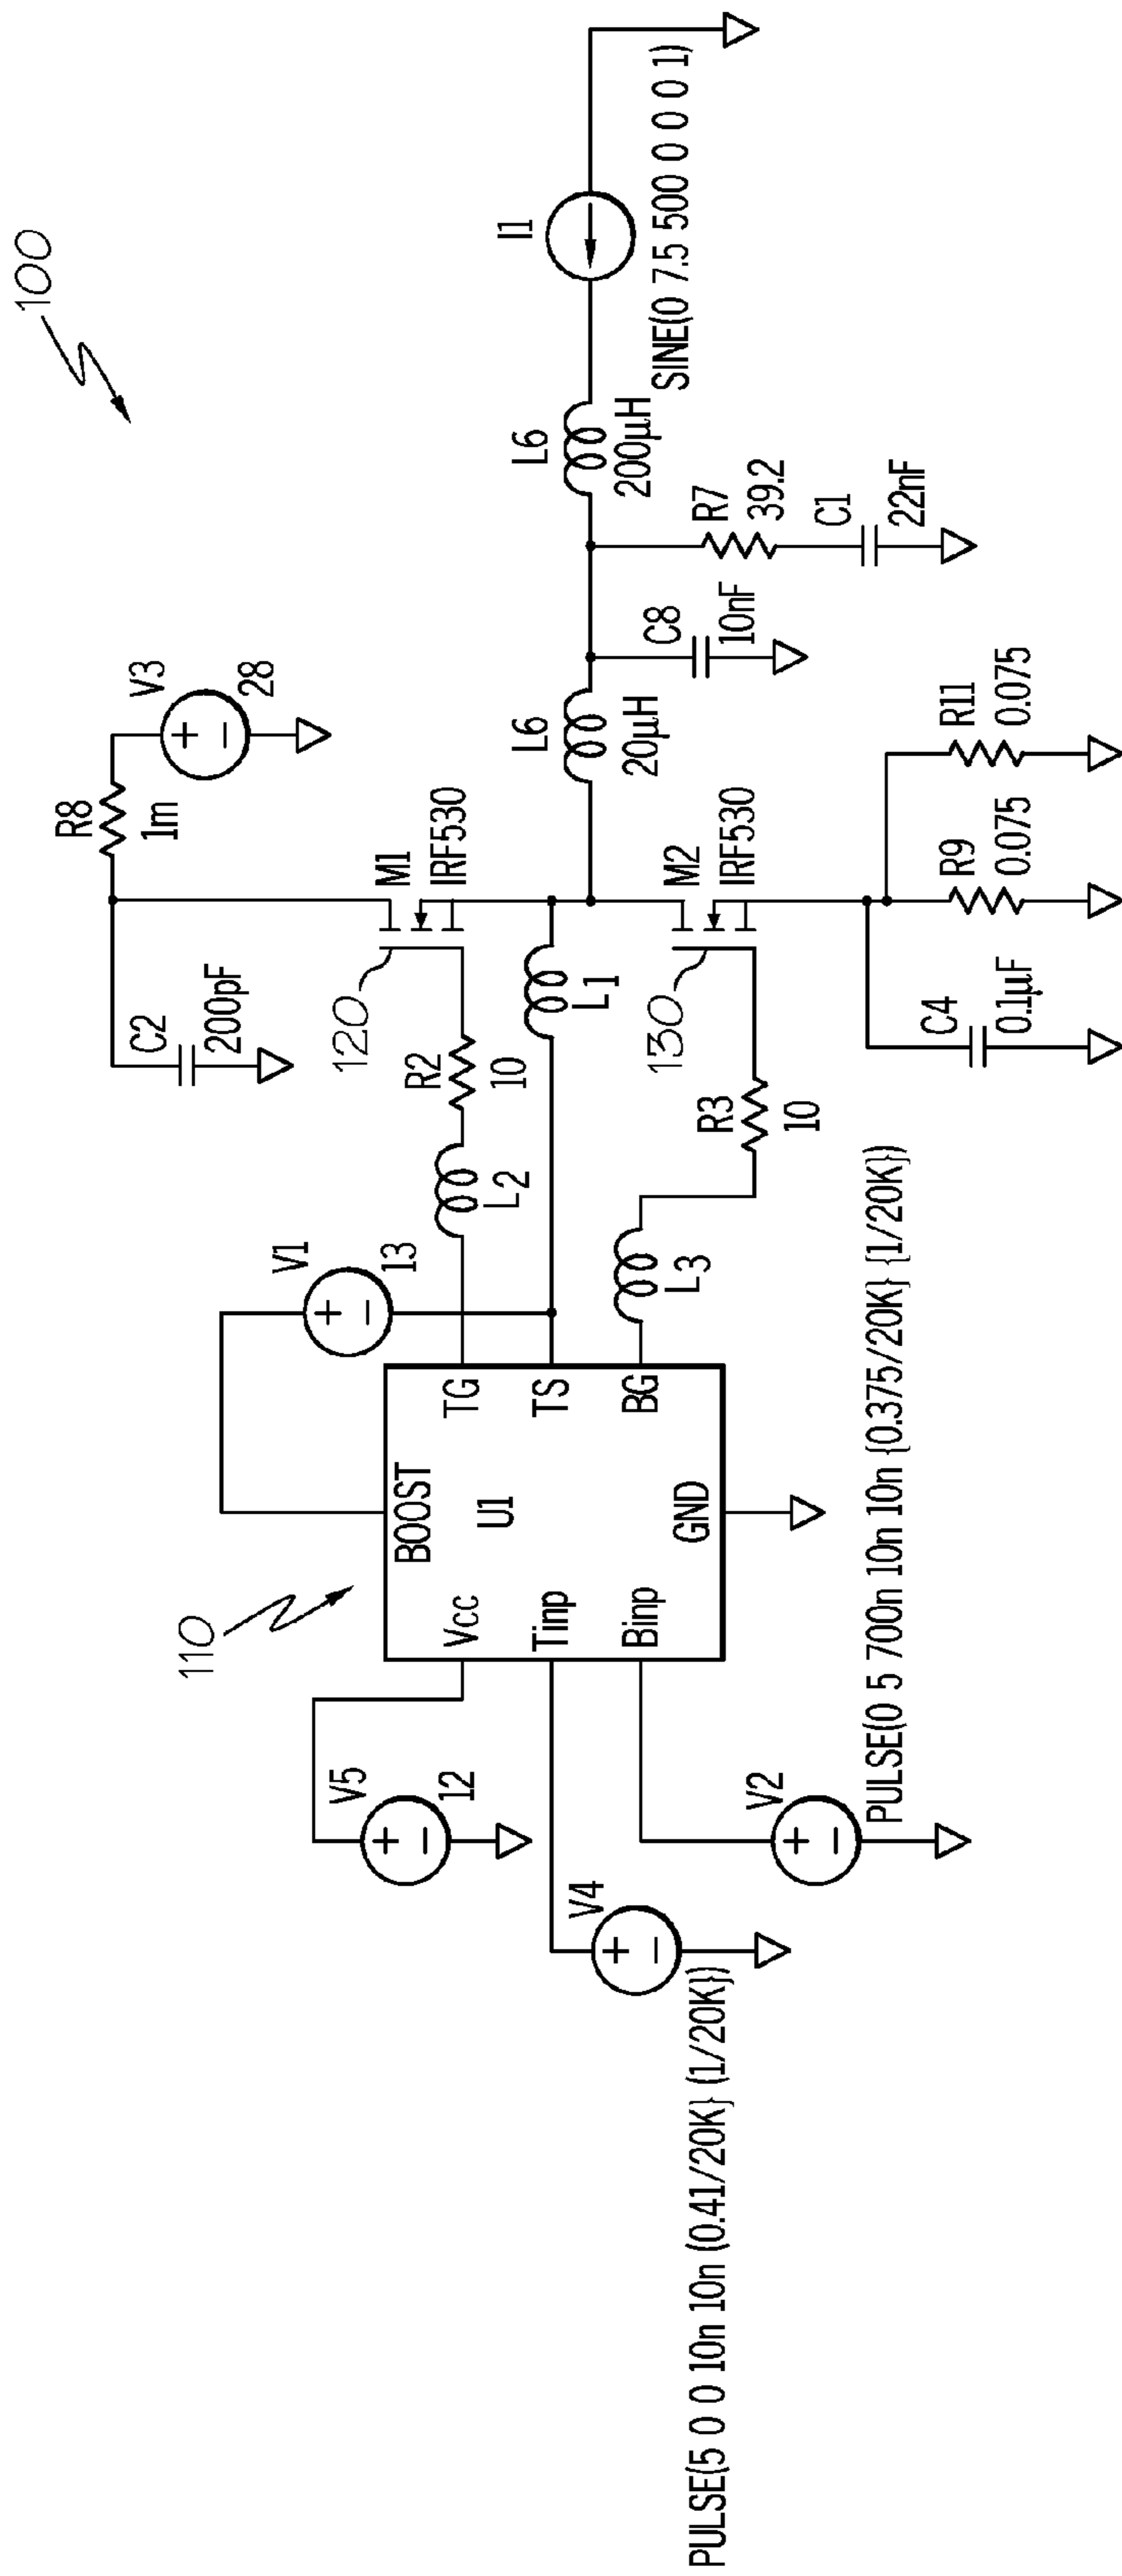 100
V3
28
R8
1m
C2
200pF
M1
IRF530
120
L6
20µH
C8
10nF
R7
39.2
C1
22nF
L6
200µH
I1
SINE(0 7.5 500 0 0 0 1)
M2
IRF530
130
R9
0.075
R11
0.075
C4
0.1µF
R2
10
L1
L2
R3
10
L3
V1
13
BOOST
U1
Vcc
Tinp
Binp
GND
TG
TS
BG
110
V5
12
V4
PULSE(5 0 0 10n 10n (0.41/20K} (1/20K})
V2
PULSE(0 5 700n 10n 10n {0.375/20K} {1/20K})